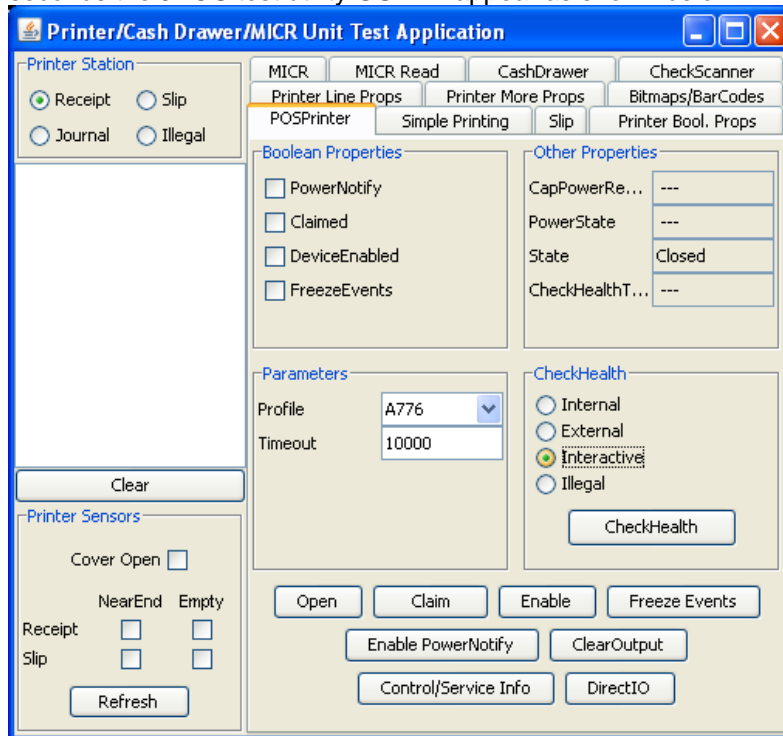 Printer/Cash Drawer/MICR Unit Test Application
Printer Station
Receipt Slip
Journal Illegal
Clear
Printer Sensors
Cover Open
NearEnd Empty
Receipt
Slip
Refresh
MICR MICR Read CashDrawer CheckScanner
Printer Line Props Printer More Props Bitmaps/BarCodes
POSPrinter Simple Printing Slip Printer Bool. Props
Boolean Properties
PowerNotify
Claimed
DeviceEnabled
FreezeEvents
Other Properties
CapPowerRe... ---
PowerState ---
State Closed
CheckHealthT... ---
Parameters
Profile A776
Timeout 10000
CheckHealth
Internal
External
Interactive
Illegal
CheckHealth
Open Claim Enable Freeze Events
Enable PowerNotify ClearOutput
Control/Service Info DirectIO